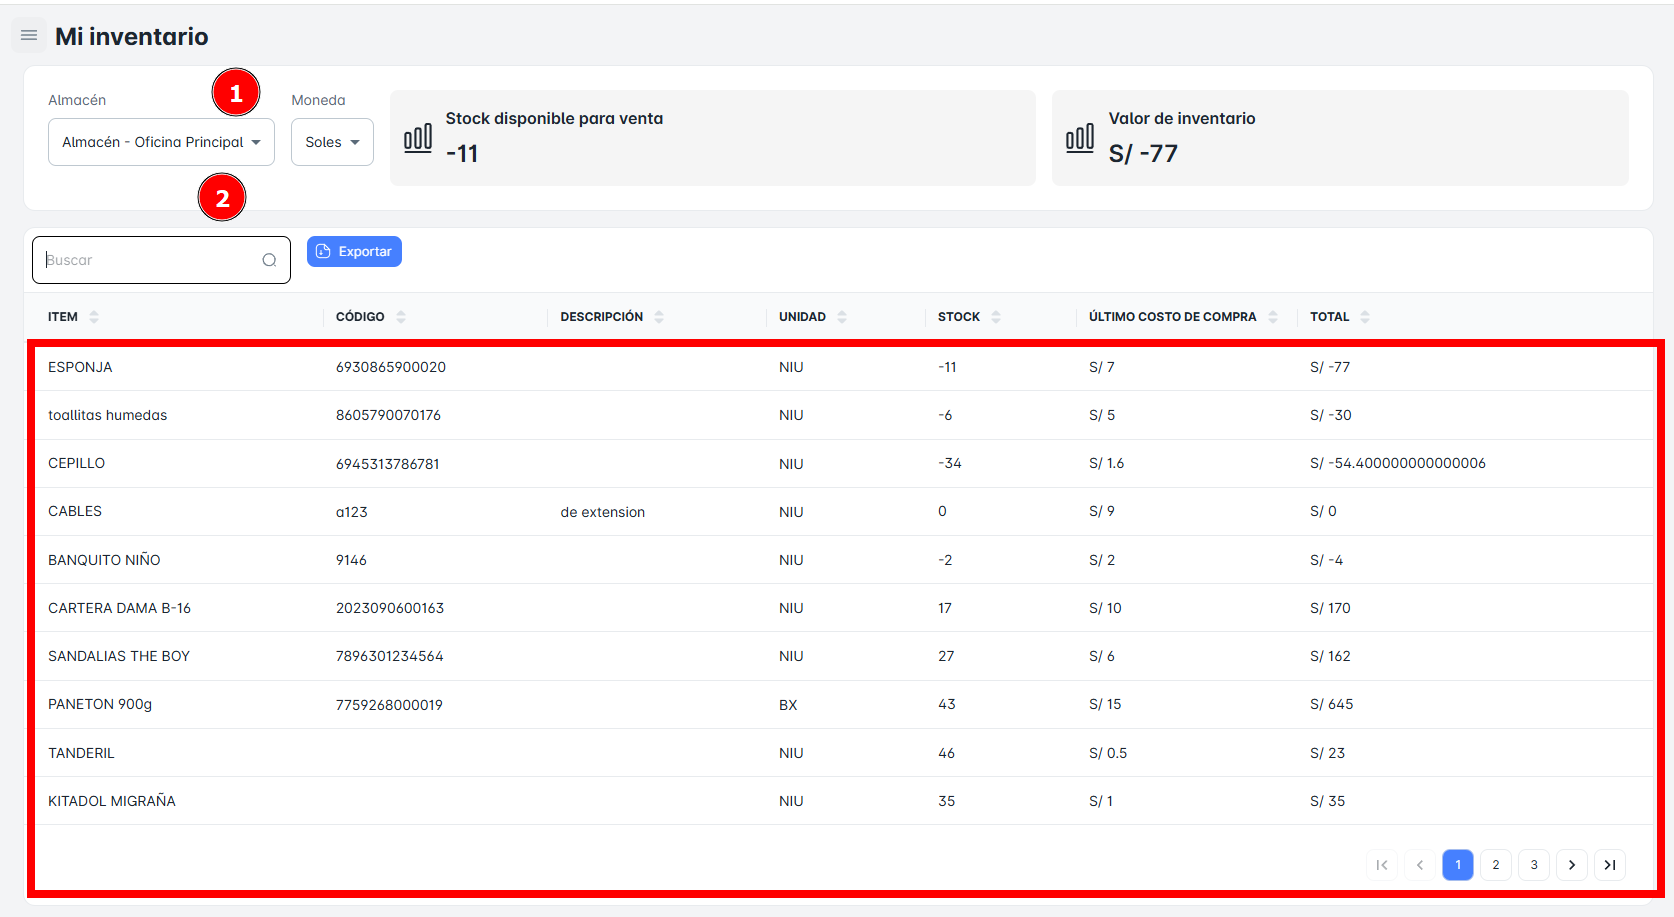 Mi inventario
Almacén
1
Moneda
Almacén - Oficina Principal
Soles
Stock disponible para venta
-11
Valor de inventario
S/ -77
2
Buscar
Exportar
ITEM CÓDIGO DESCRIPCIÓN UNIDAD STOCK ÚLTIMO COSTO DE COMPRA TOTAL
ESPONJA 6930865900020 NIU -11 S/ 7 S/ -77
toallitas humedas 8605790070176 NIU -6 S/ 5 S/ -30
CEPILLO 6945313786781 NIU -34 S/ 1.6 S/ -54.400000000000006
CABLES a123 de extension NIU 0 S/ 9 S/ 0
BANQUITO NIÑO 9146 NIU -2 S/ 2 S/ -4
CARTERA DAMA B-16 2023090600163 NIU 17 S/ 10 S/ 170
SANDALIAS THE BOY 7896301234564 NIU 27 S/ 6 S/ 162
PANETON 900g 7759268000019 BX 43 S/ 15 S/ 645
TANDERIL NIU 46 S/ 0.5 S/ 23
KITADOL MIGRAÑA NIU 35 S/ 1 S/ 35
1 2 3